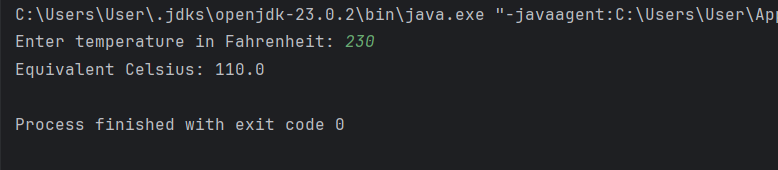 C:\Users\User\.jdks\openjdk-23.0.2\bin\java.exe "-javaagent:C:\Users\User\Ap
Enter temperature in Fahrenheit: 230
Equivalent Celsius: 110.0
Process finished with exit code 0